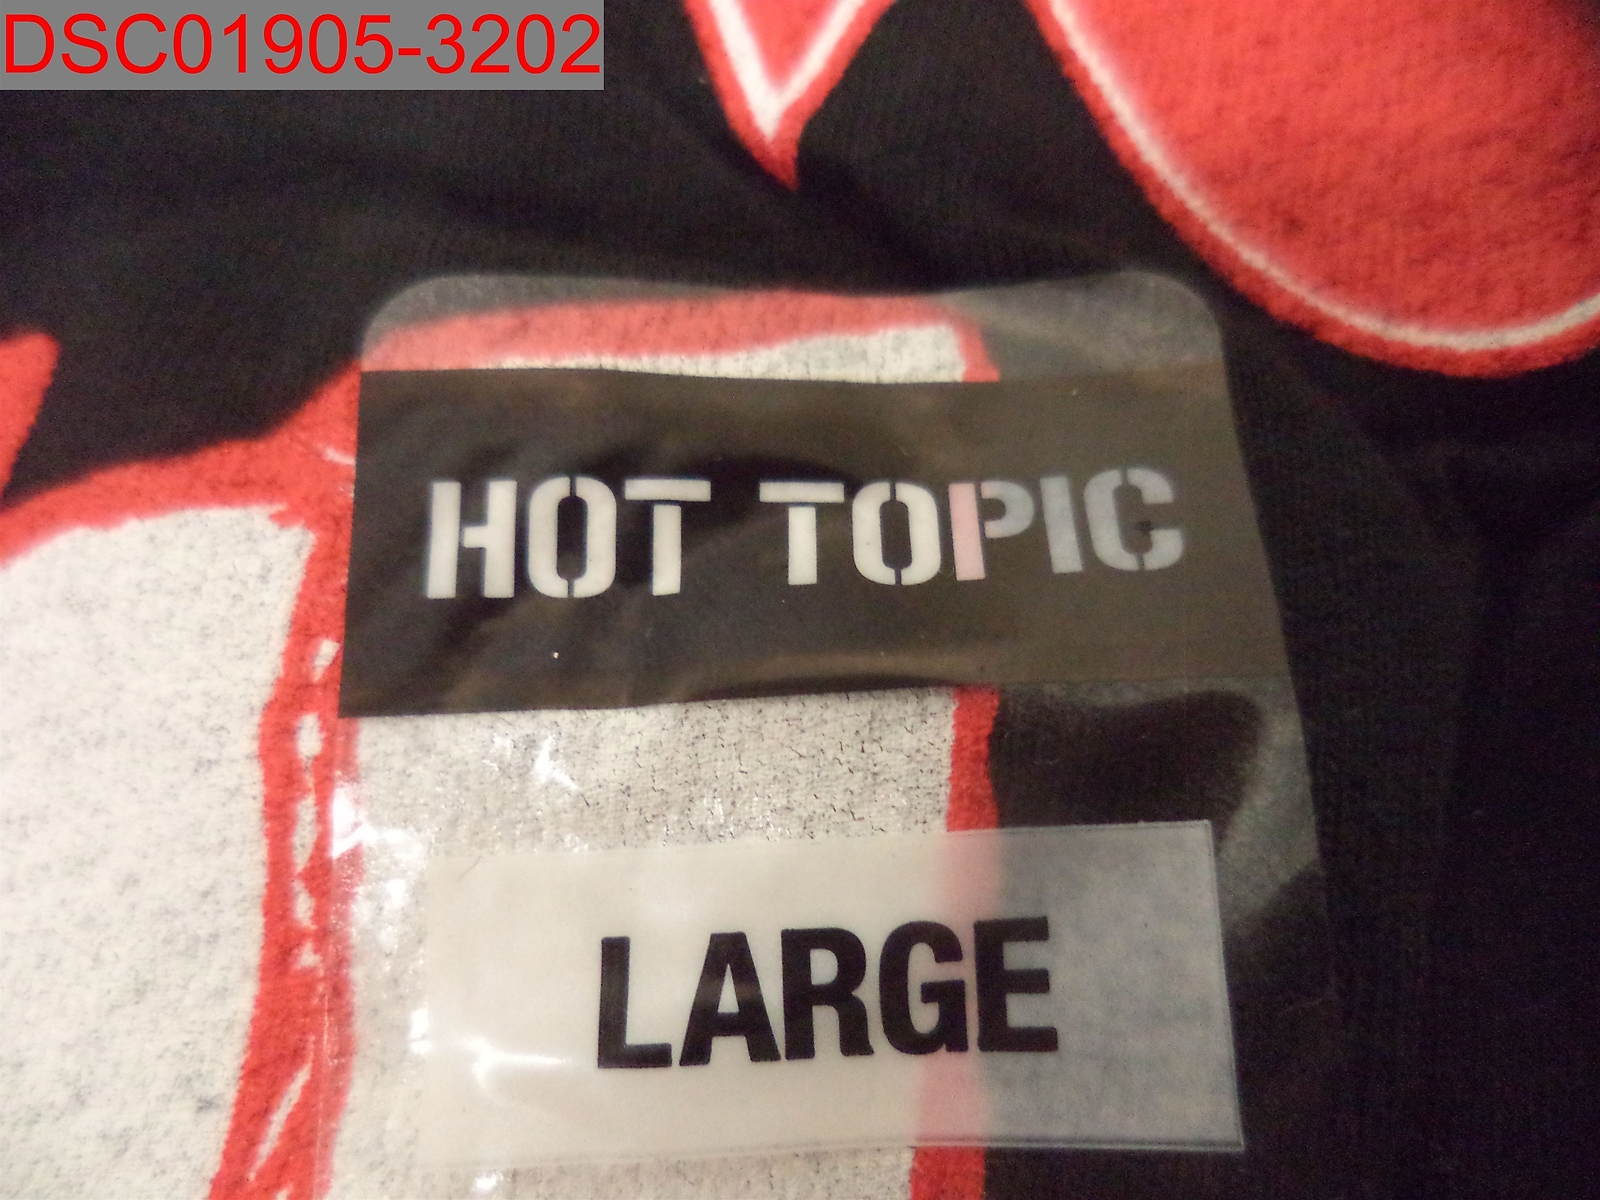 DSC01905-3202
HOT TOPIC
LARGE